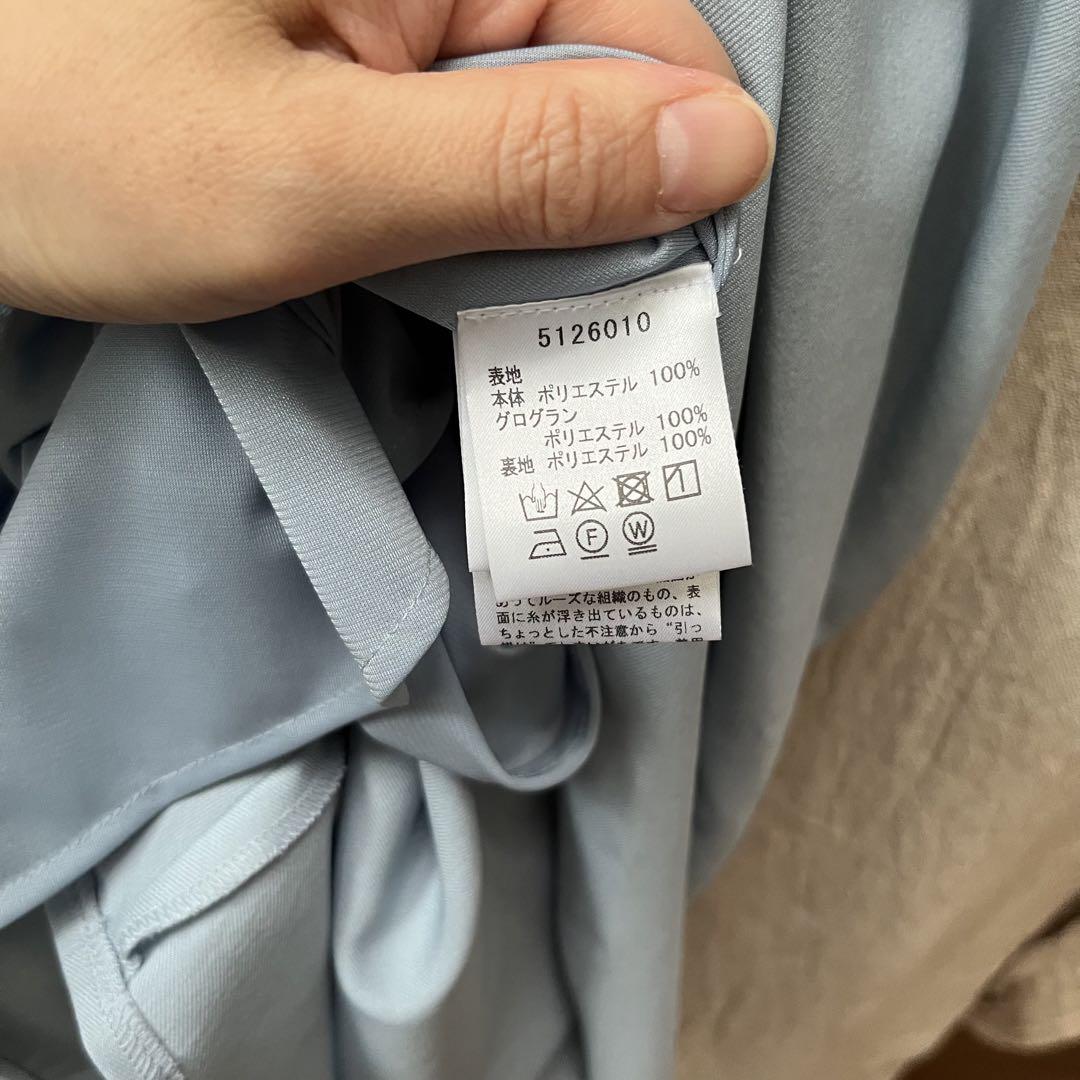 5126010
表地
本体 ポリエステル 100%
グログラン
ポリエステル 100%
裏地 ポリエステル 100%
F W
あってルーズな組織のもの、表
面に糸が浮き出ているものは、
ちょっとした不注意から“引っ